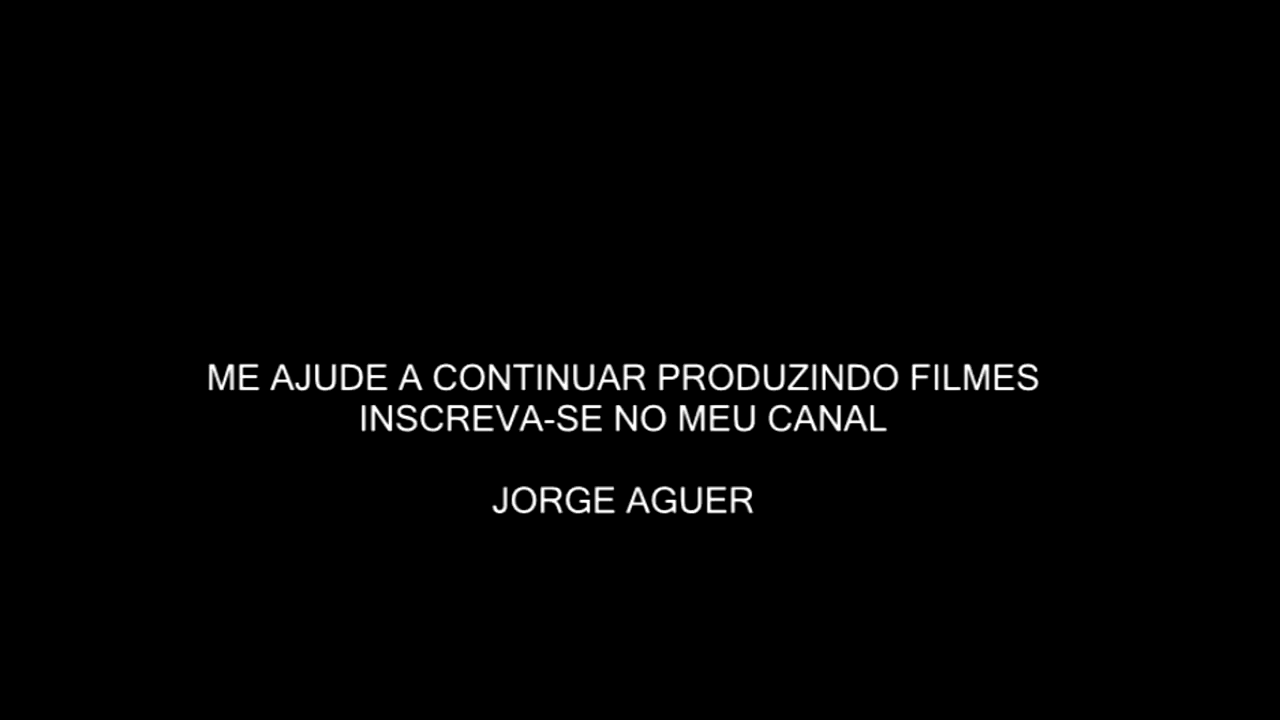 ME AJUDE A CONTINUAR PRODUZINDO FILMES
INSCREVA-SE NO MEU CANAL
JORGE AGUER